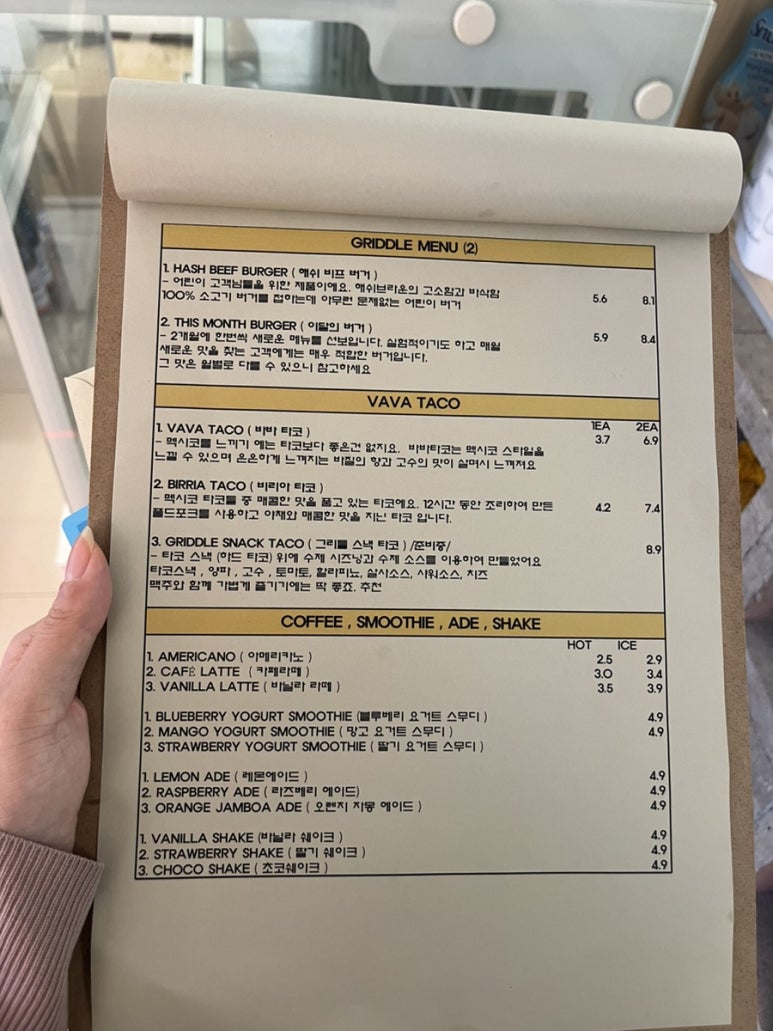 GRIDDLE MENU (2)
1. HASH BEEF BURGER (해쉬 비프 버거 )
- 어린이 고객님들을 위한 제품이에요. 해쉬브라운의 고소함과 바삭함
100% 소고기 버거를 접하는데 아무런 문제없는 어린이 버거 5.6 8.1
2. THIS MONTH BURGER ( 이달의 버거 )
- 2개월에 한번씩 새로운 메뉴를 선보입니다. 실험적이기도 하고 매월 5.9 8.4
새로운 맛을 찾는 고객에게는 매우 적합한 버거입니다.
그 맛은 월별로 다를 수 있으니 참고하세요
VAVA TACO
1EA 2EA
1. VAVA TACO ( 바바 타코 ) 3.7 6.9
- 멕시코를 느끼기 에는 타코보다 좋은건 없지요. 바바타코는 멕시코 스타일을
느낄 수 있으며 은은하게 느껴지는 바질의 향과 고수의 맛이 살며시 느껴져요
2. BIRRIA TACO ( 비리아 타코 )
- 멕시코 타코들 중 매콤한 맛을 품고 있는 타코에요. 12시간 동안 조리하여 만든 4.2 7.4
풀드포크를 사용하고 야채와 매콤한 맛을 지닌 타코 입니다.
3. GRIDDLE SNACK TACO ( 그리들 스낵 타코 ) /준비중/ 8.9
- 타코 스낵 (하드 타코) 위에 수제 시즈닝과 수제 소스를 이용하여 만들었어요
타코스낵 , 양파 , 고수 , 토마토, 할라피뇨, 살사소스, 사워소스, 치즈
맥주와 함께 가볍게 즐기기에는 딱 좋죠. 추천
COFFEE , SMOOTHIE , ADE , SHAKE
HOT ICE
1. AMERICANO ( 아메리카노 ) 2.5 2.9
2. CAFÉ LATTE ( 카페라떼 ) 3.0 3.4
3. VANILLA LATTE ( 바닐라 라떼 ) 3.5 3.9
1. BLUEBERRY YOGURT SMOOTHIE (블루베리 요거트 스무디 ) 4.9
2. MANGO YOGURT SMOOTHIE ( 망고 요거트 스무디 ) 4.9
3. STRAWBERRY YOGURT SMOOTHIE ( 딸기 요거트 스무디 )
1. LEMON ADE ( 레몬에이드 ) 4.9
2. RASPBERRY ADE ( 라즈베리 에이드) 4.9
3. ORANGE JAMBOA ADE ( 오렌지 자몽 에이드 ) 4.9
1. VANILLA SHAKE (바닐라 쉐이크 ) 4.9
2. STRAWBERRY SHAKE ( 딸기 쉐이크 ) 4.9
3. CHOCO SHAKE ( 초코쉐이크 ) 4.9